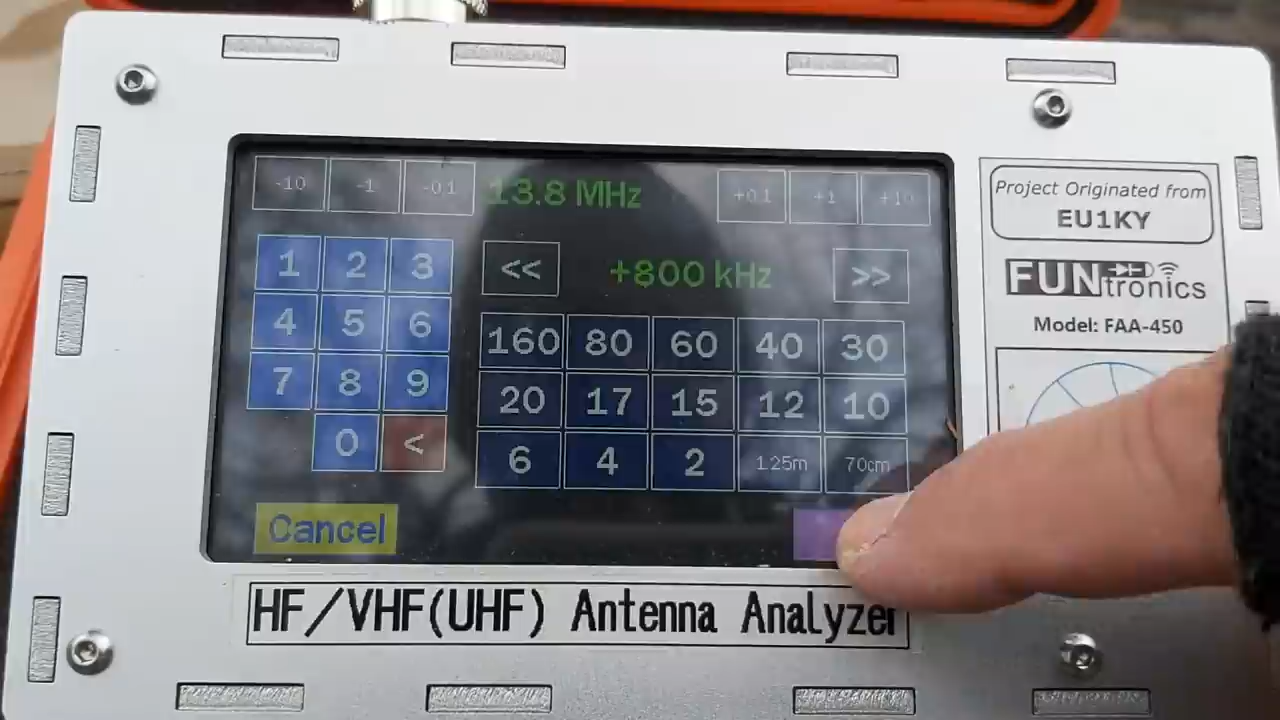 -10 -1 -0.1 13.8 MHz +0.1 +1 +10
1 2 3 << +800 kHz >>
4 5 6 160 80 60 40 30
7 8 9 20 17 15 12 10
0 < 6 4 2 1.25m 70cm
Cancel
HF/VHF(UHF) Antenna Analyzer
Project Originated from
EU1KY
FUNtronics
Model: FAA-450